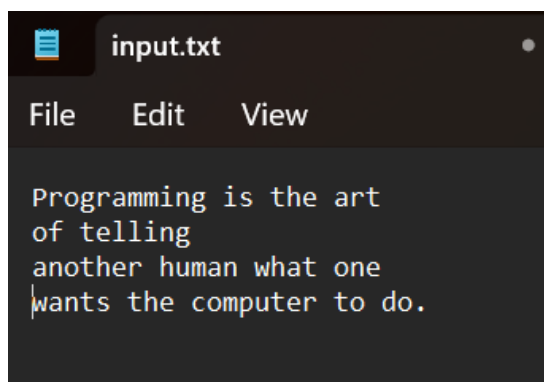 input.txt
File Edit View
Programming is the art
of telling
another human what one
wants the computer to do.